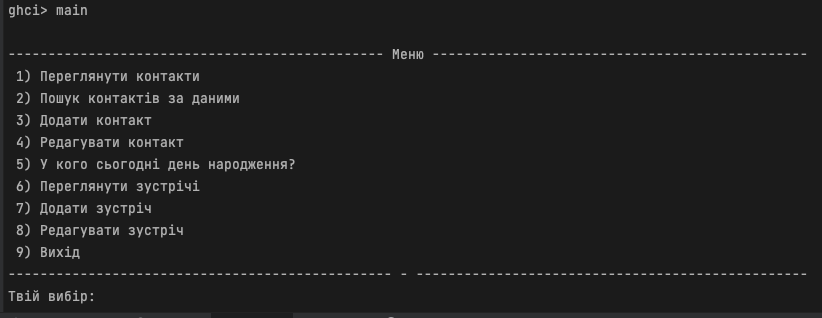 ghci> main
----------------------------------------------- Меню -----------------------------------------------
1) Переглянути контакти
2) Пошук контактів за даними
3) Додати контакт
4) Редагувати контакт
5) У кого сьогодні день народження?
6) Переглянути зустрічі
7) Додати зустріч
8) Редагувати зустріч
9) Вихід
------------------------------------------------ - -------------------------------------------------
Твій вибір: